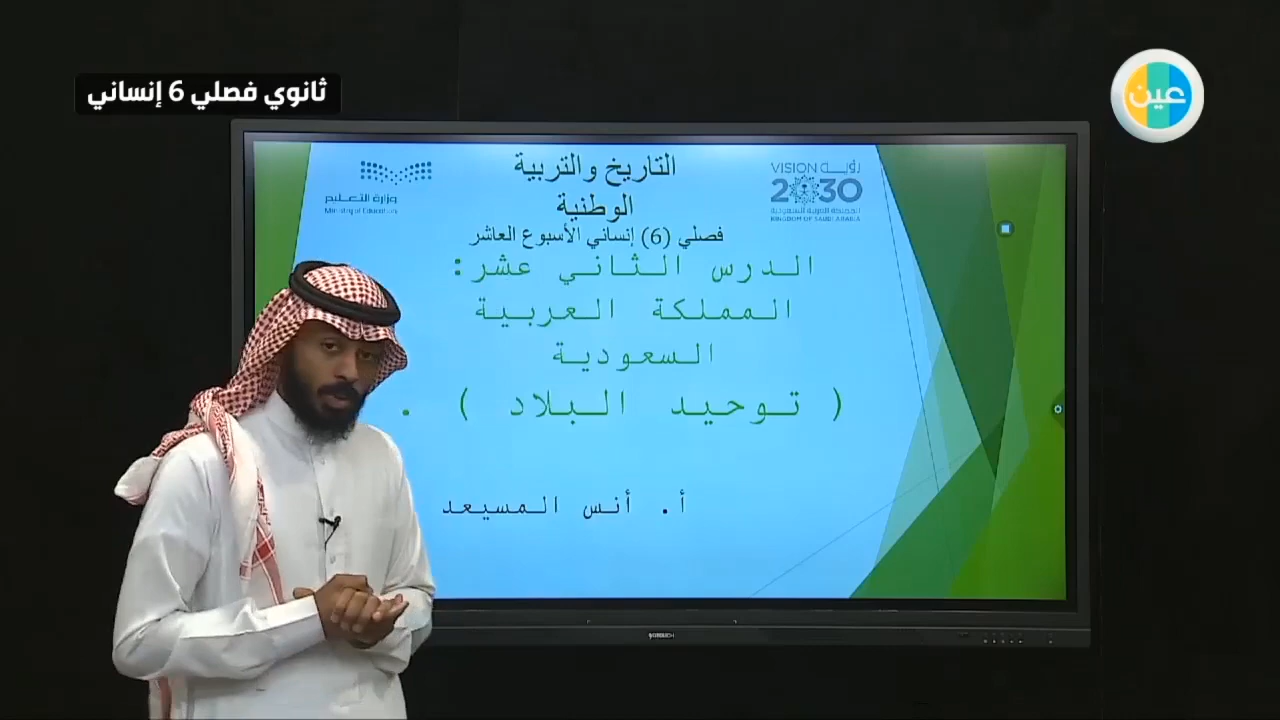 ثانوي فصلي 6 إنساني
عين
التاريخ والتربية
الوطنية
فصلي (6) إنساني الأسبوع العاشر
الدرس الثاني عشر:
المملكة العربية
السعودية
( توحيد البلاد ) .
أ. أنس المسيعد
وزارة التعليم
Ministry of Education
VISION رؤية
2030
المملكة العربية السعودية
KINGDOM OF SAUDI ARABIA